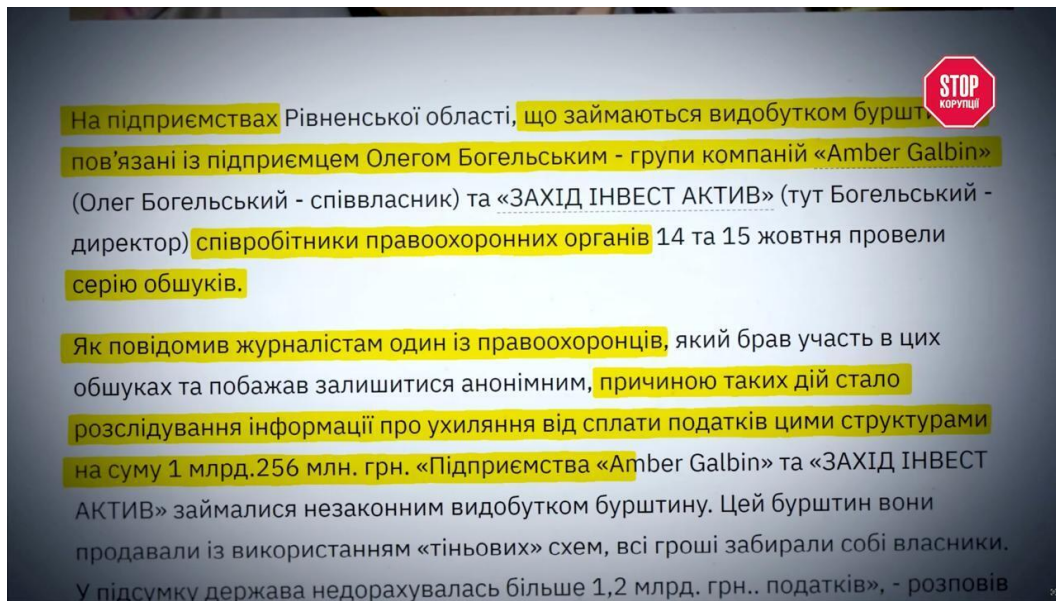 STOP
КОРУПЦІЇ
На підприємствах Рівненської області, що займаються видобутком
пов’язані із підприємцем Олегом Богельським - групи компаній «Amber Galbin»
(Олег Богельський - співвласник) та «ЗАХІД ІНВЕСТ АКТИВ» (тут Богельський -
директор) співробітники правоохоронних органів 14 та 15 жовтня провели
серію обшуків.
Як повідомив журналістам один із правоохоронців, який брав участь в цих
обшуках та побажав залишитися анонімним, причиною таких дій стало
розслідування інформації про ухиляння від сплати податків цими структурами
на суму 1 млрд.256 млн. грн. «Підприємства «Amber Galbin» та «ЗАХІД ІНВЕСТ
АКТИВ» займалися незаконним видобутком бурштину. Цей бурштин вони
продавали із використанням «тіньових» схем, всі гроші забирали собі власники.
У підсумку держава недорахувалась більше 1,2 млрд. грн.. податків», - розповів